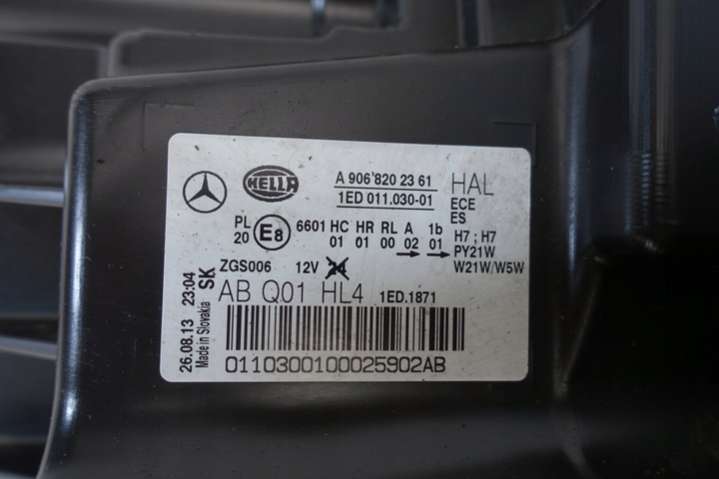 HELLA
A 906 820 23 61
1ED 011.030-01
HAL
ECE
ES
PL
20
E8
6601
HC HR RL A 1b
01 01 00 02 01
H7 ; H7
PY21W
W21W/W5W
ZGS006 12V 24
AB Q01 HL4 1ED.1871
0110300100025902AB
26.08.13 23:04
Made in Slovakia SK